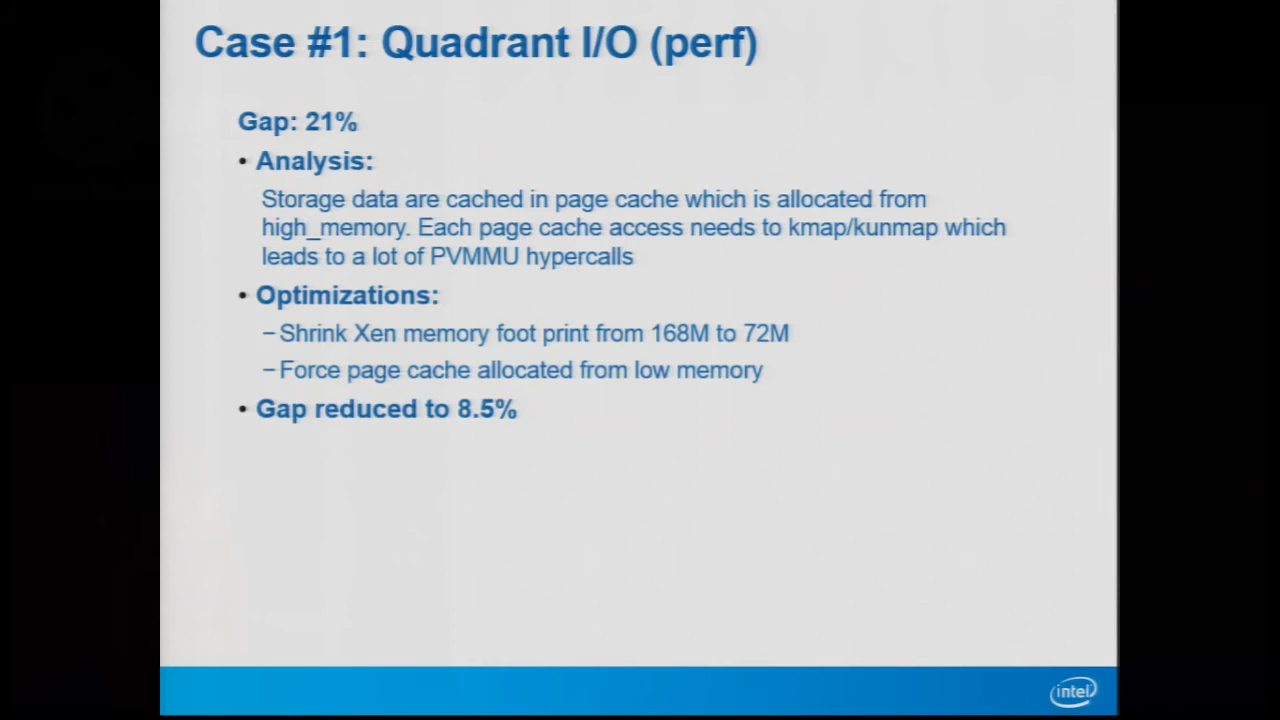 Case #1: Quadrant I/O (perf)
Gap: 21%
• Analysis:
Storage data are cached in page cache which is allocated from
high_memory. Each page cache access needs to kmap/kunmap which
leads to a lot of PVMMU hypercalls
• Optimizations:
–Shrink Xen memory foot print from 168M to 72M
–Force page cache allocated from low memory
• Gap reduced to 8.5%
intel